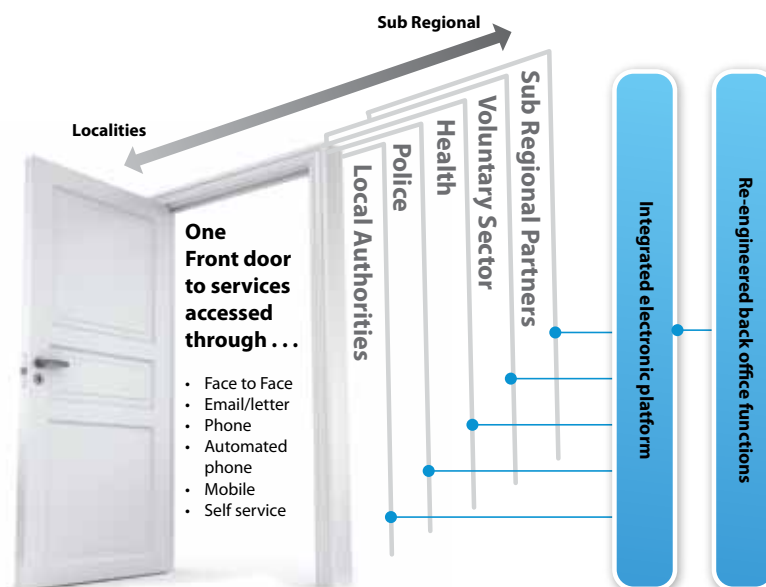 Sub Regional
Localities
One
Front door
to services
accessed
through . . .
• Face to Face
• Email/letter
• Phone
• Automated
phone
• Mobile
• Self service
Local Authorities
Police
Health
Voluntary Sector
Sub Regional Partners
Integrated electronic platform
Re-engineered back office functions